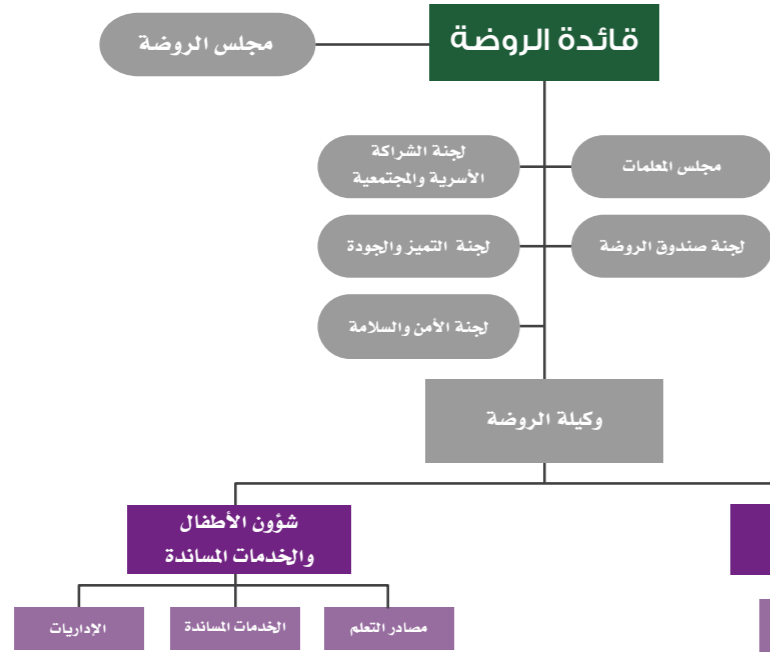 قائدة الروضة
مجلس الروضة
مجلس المعلمات
لجنة الشراكة
الأسرية والمجتمعية
لجنة صندوق الروضة
لجنة التميز والجودة
لجنة الأمن والسلامة
وكيلة الروضة
شؤون الأطفال
والخدمات المساندة
مصادر التعلم
الخدمات المساندة
الإداريات